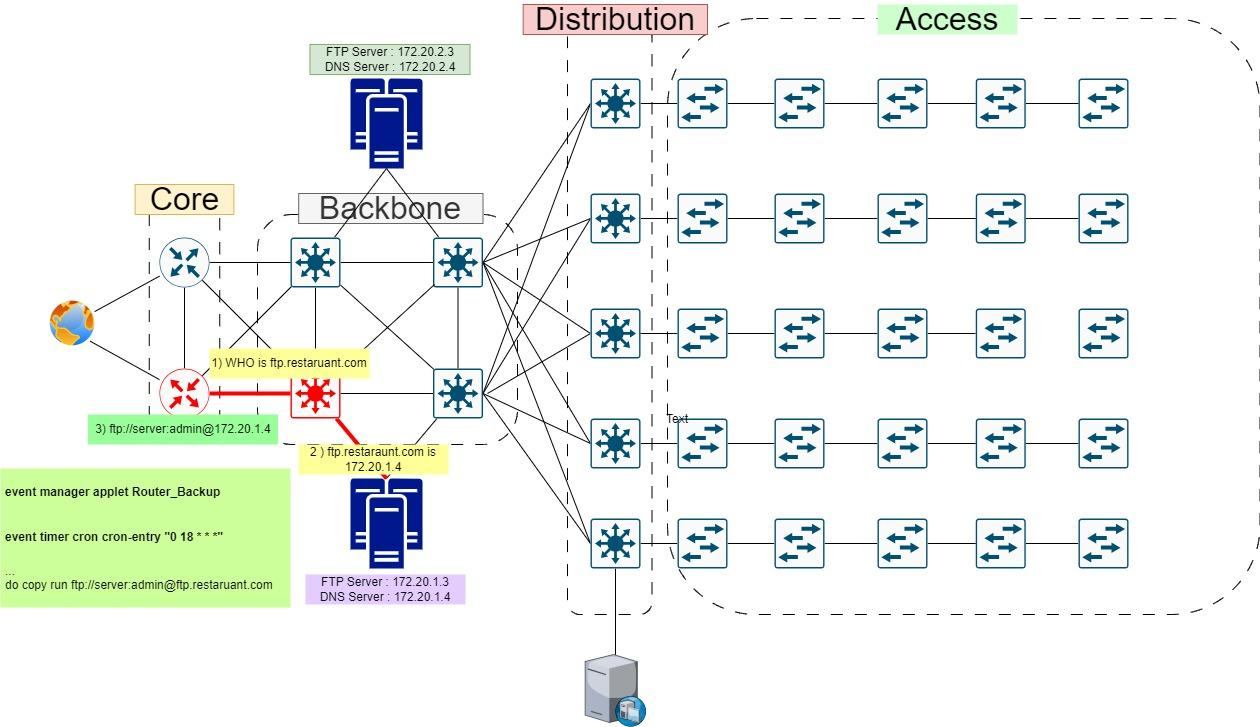 Distribution
Access
FTP Server : 172.20.2.3
DNS Server : 172.20.2.4
Core
Backbone
1) WHO is ftp.restaruant.com
3) ftp://server:admin@172.20.1.4
2 ) ftp.restaraunt.com is
172.20.1.4
Text
event manager applet Router_Backup
event timer cron cron-entry "0 18 * * *"
...
do copy run ftp://server:admin@ftp.restaruant.com
FTP Server : 172.20.1.3
DNS Server : 172.20.1.4